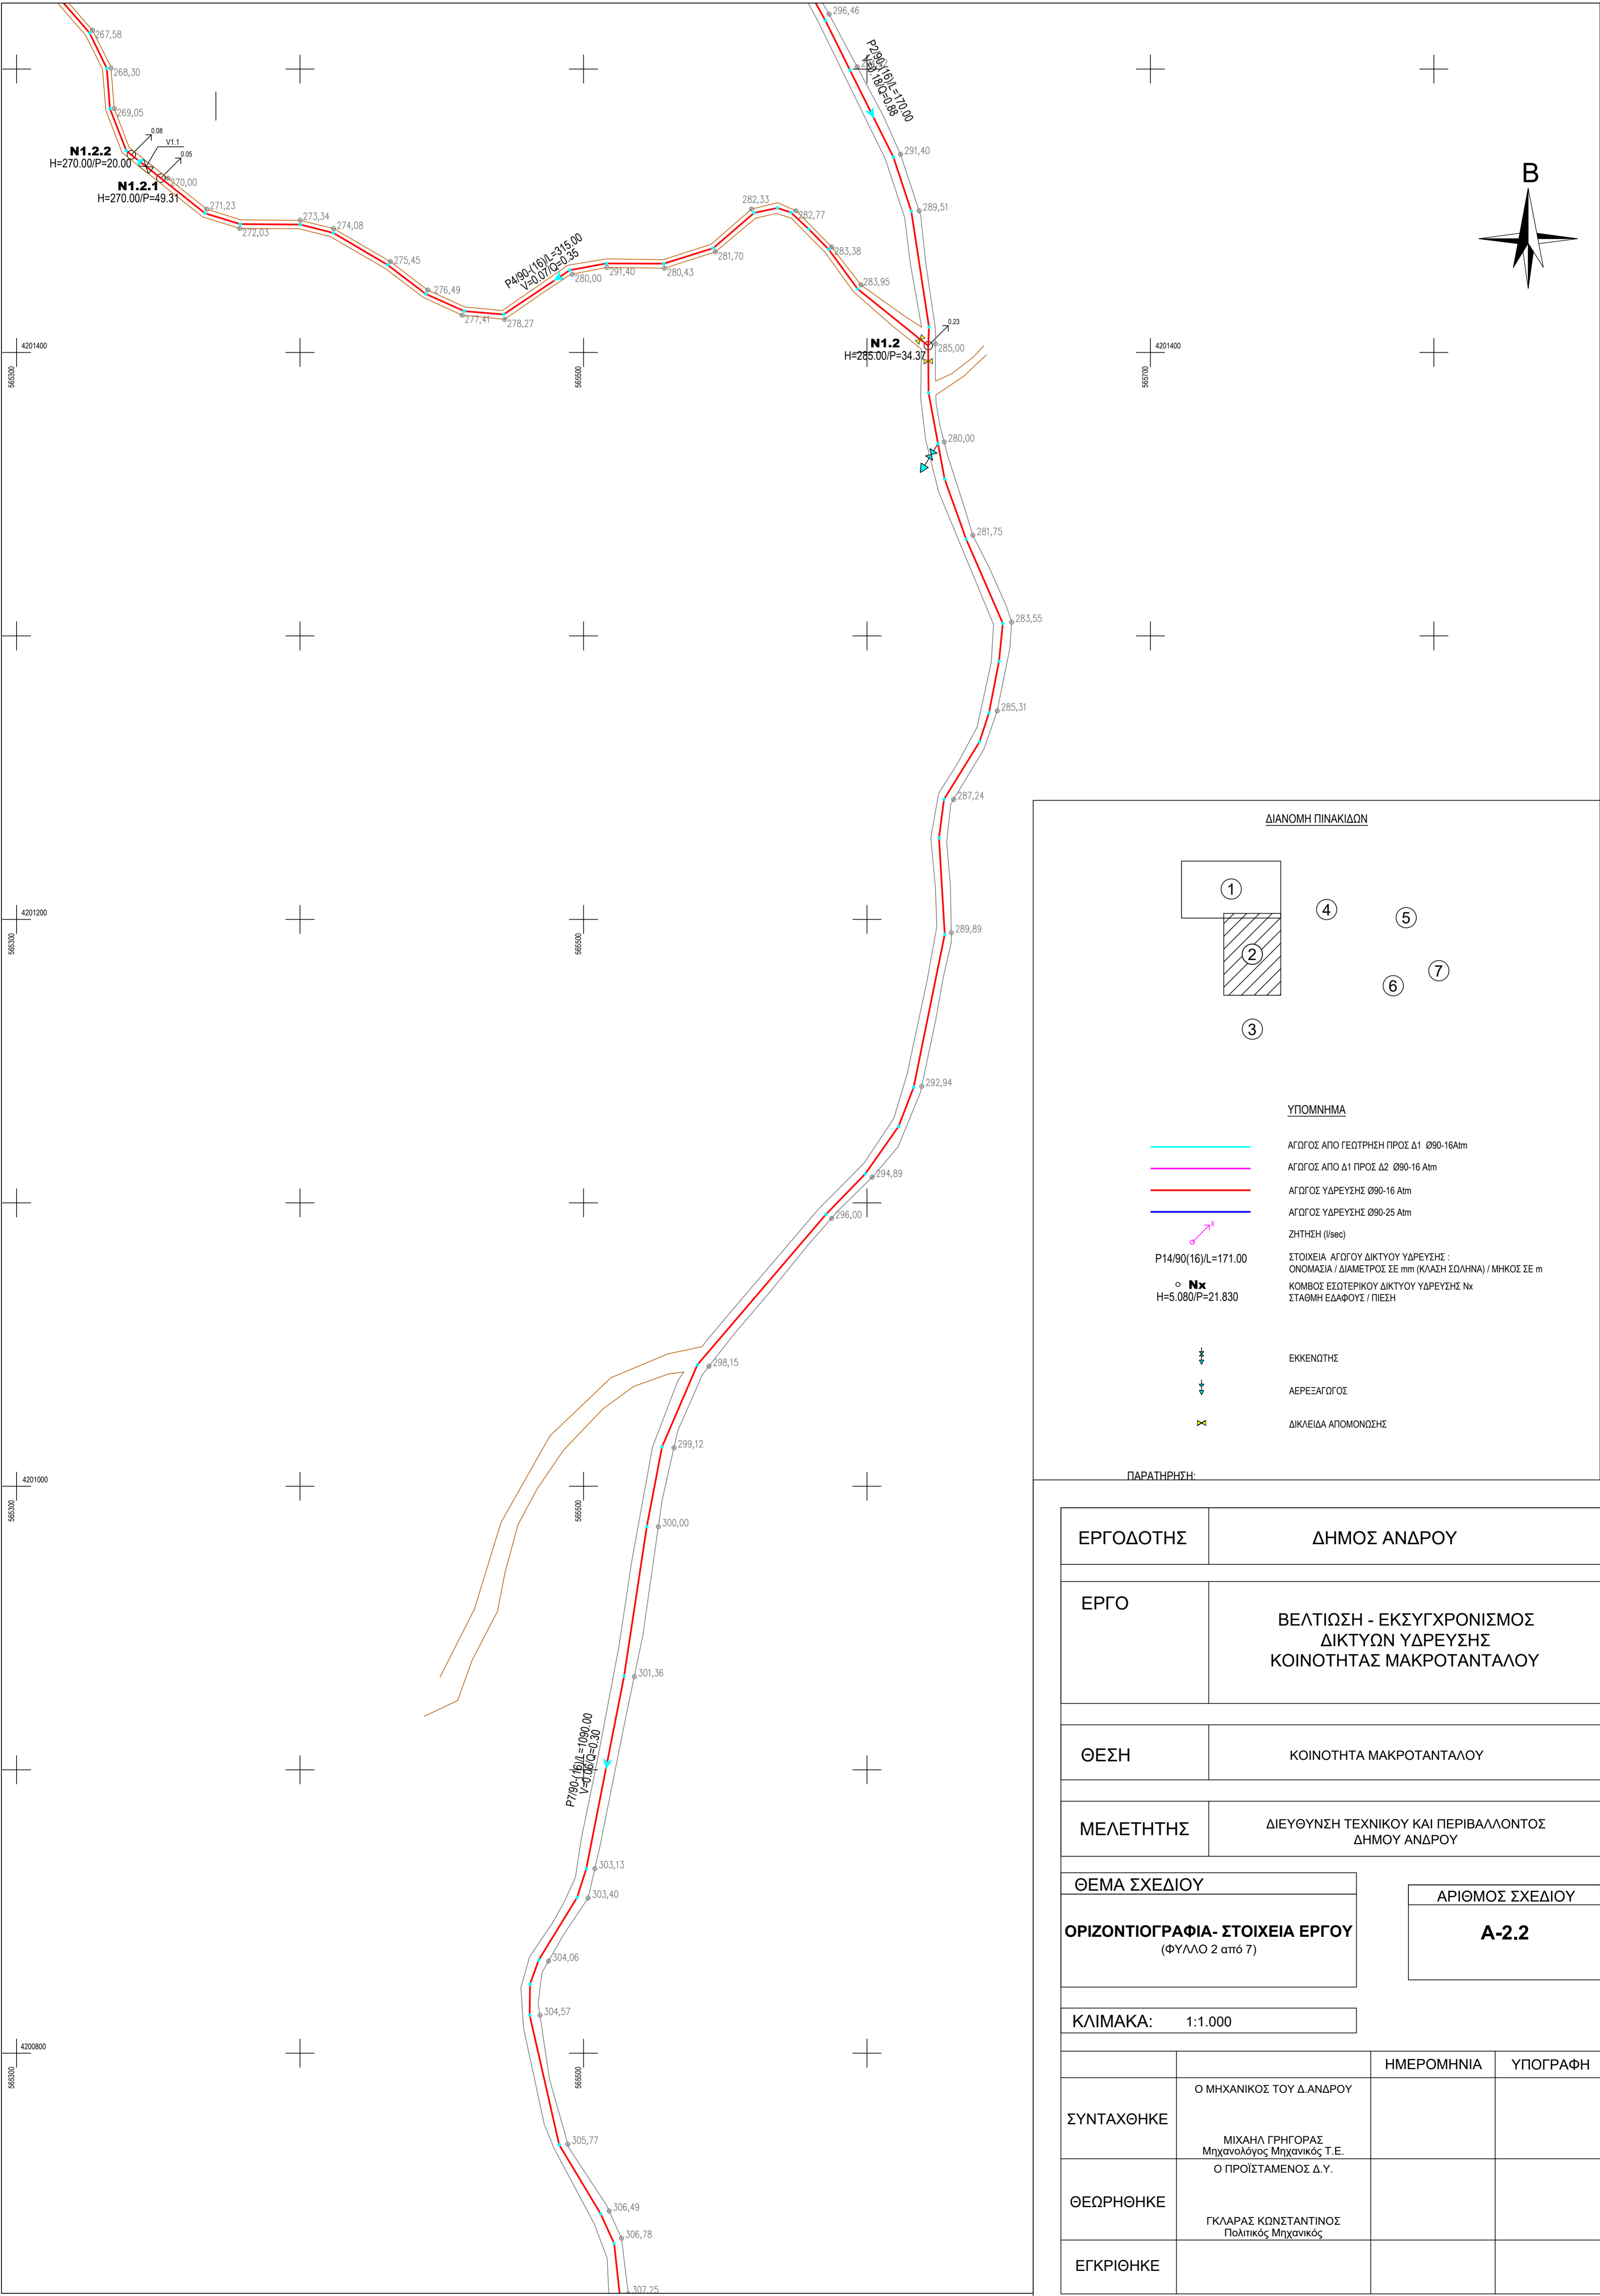 267,58
268,30
269,05
0.08
V1.1
0.05
N1.2.2
H=270.00/P=20.00
270,00
N1.2.1
H=270.00/P=49.31
271,23
272,03
273,34
274,08
275,45
276,49
277,41
278,27
P4/90-(16)/L=315.00
V=0.07/Q=0.35
280,00
291,40
280,43
281,70
282,33
282,77
283,38
283,95
296,46
P2/90-(16)/L=170.00
V=0.18/Q=0.88
291,40
289,51
0.23
N1.2
H=285.00/P=34.37
285,00
B
4201400
565300
565500
565700
4201400
280,00
281,75
283,55
285,31
287,24
4201200
565300
565500
289,89
292,94
294,89
296,00
298,15
299,12
4201000
565300
565500
300,00
301,36
P7/90-(16)/L=1090.00
V=0.06/Q=0.30
303,13
303,40
304,06
304,57
4200800
565300
565500
305,77
306,49
306,78
307,25
ΔΙΑΝΟΜΗ ΠΙΝΑΚΙΔΩΝ
1
4
5
2
7
6
3
ΥΠΟΜΝΗΜΑ
ΑΓΩΓΟΣ ΑΠΟ ΓΕΩΤΡΗΣΗ ΠΡΟΣ Δ1 Ø90-16Atm
ΑΓΩΓΟΣ ΑΠΟ Δ1 ΠΡΟΣ Δ2 Ø90-16 Atm
ΑΓΩΓΟΣ ΥΔΡΕΥΣΗΣ Ø90-16 Atm
ΑΓΩΓΟΣ ΥΔΡΕΥΣΗΣ Ø90-25 Atm
X
ΖΗΤΗΣΗ (l/sec)
P14/90(16)/L=171.00
ΣΤΟΙΧΕΙΑ ΑΓΩΓΟΥ ΔΙΚΤΥΟΥ ΥΔΡΕΥΣΗΣ :
ΟΝΟΜΑΣΙΑ / ΔΙΑΜΕΤΡΟΣ ΣΕ mm (ΚΛΑΣΗ ΣΩΛΗΝΑ) / ΜΗΚΟΣ ΣΕ m
Nx
H=5.080/P=21.830
ΚΟΜΒΟΣ ΕΣΩΤΕΡΙΚΟΥ ΔΙΚΤΥΟΥ ΥΔΡΕΥΣΗΣ Nx
ΣΤΑΘΜΗ ΕΔΑΦΟΥΣ / ΠΙΕΣΗ
ΕΚΚΕΝΩΤΗΣ
ΑΕΡΕΞΑΓΩΓΟΣ
ΔΙΚΛΕΙΔΑ ΑΠΟΜΟΝΩΣΗΣ
ΠΑΡΑΤΗΡΗΣΗ:
ΕΡΓΟΔΟΤΗΣ
ΔΗΜΟΣ ΑΝΔΡΟΥ
ΕΡΓΟ
ΒΕΛΤΙΩΣΗ - ΕΚΣΥΓΧΡΟΝΙΣΜΟΣ
ΔΙΚΤΥΩΝ ΥΔΡΕΥΣΗΣ
ΚΟΙΝΟΤΗΤΑΣ ΜΑΚΡΟΤΑΝΤΑΛΟΥ
ΘΕΣΗ
ΚΟΙΝΟΤΗΤΑ ΜΑΚΡΟΤΑΝΤΑΛΟΥ
ΜΕΛΕΤΗΤΗΣ
ΔΙΕΥΘΥΝΣΗ ΤΕΧΝΙΚΟΥ ΚΑΙ ΠΕΡΙΒΑΛΛΟΝΤΟΣ
ΔΗΜΟΥ ΑΝΔΡΟΥ
ΘΕΜΑ ΣΧΕΔΙΟΥ
ΟΡΙΖΟΝΤΙΟΓΡΑΦΙΑ- ΣΤΟΙΧΕΙΑ ΕΡΓΟΥ
(ΦΥΛΛΟ 2 από 7)
ΑΡΙΘΜΟΣ ΣΧΕΔΙΟΥ
Α-2.2
ΚΛΙΜΑΚΑ: 1:1.000
ΗΜΕΡΟΜΗΝΙΑ
ΥΠΟΓΡΑΦΗ
ΣΥΝΤΑΧΘΗΚΕ
Ο ΜΗΧΑΝΙΚΟΣ ΤΟΥ Δ.ΑΝΔΡΟΥ
ΜΙΧΑΗΛ ΓΡΗΓΟΡΑΣ
Μηχανολόγος Μηχανικός Τ.Ε.
ΘΕΩΡΗΘΗΚΕ
Ο ΠΡΟΪΣΤΑΜΕΝΟΣ Δ.Υ.
ΓΚΛΑΡΑΣ ΚΩΝΣΤΑΝΤΙΝΟΣ
Πολιτικός Μηχανικός
ΕΓΚΡΙΘΗΚΕ